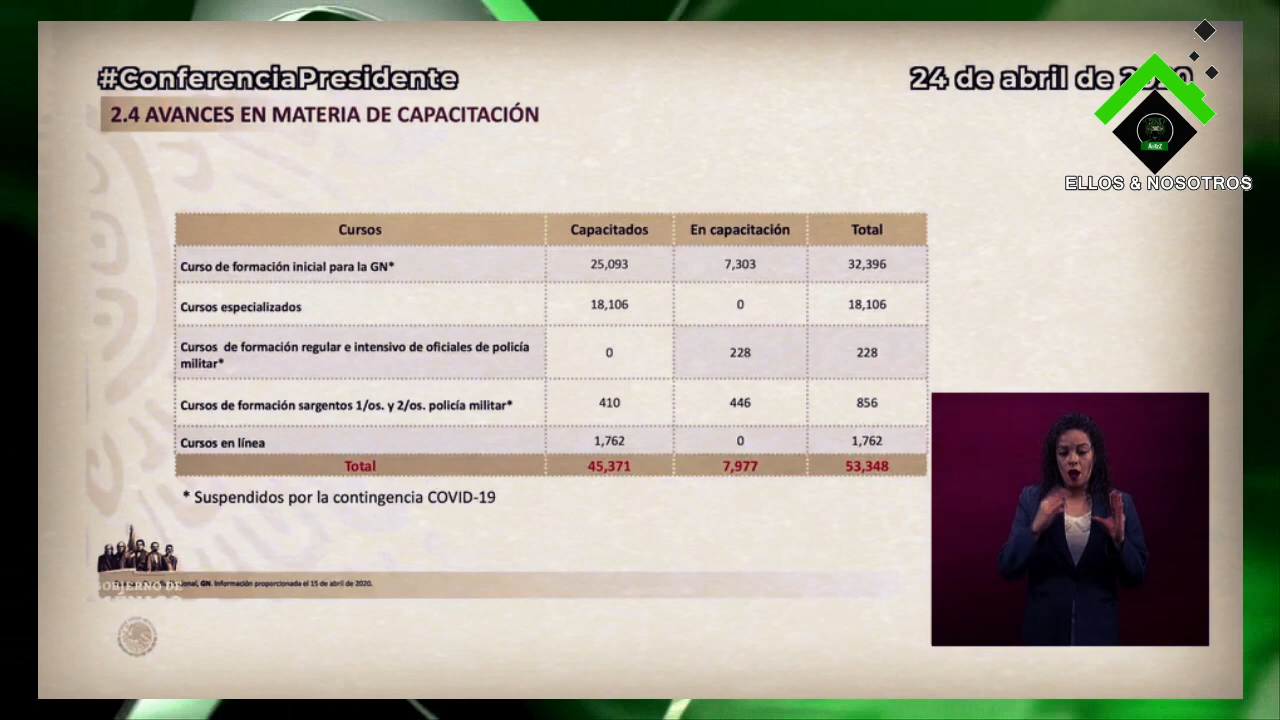 #ConferenciaPresidente
24 de abril de 2020
2.4 AVANCES EN MATERIA DE CAPACITACIÓN
ELLOS & NOSOTROS
Cursos Capacitados En capacitación Total
Curso de formación inicial para la GN* 25,093 7,303 32,396
Cursos especializados 18,106 0 18,106
Cursos de formación regular e intensivo de oficiales de policía
militar* 0 228 228
Cursos de formación sargentos 1/os. y 2/os. policía militar* 410 446 856
Cursos en línea 1,762 0 1,762
Total 45,371 7,977 53,348
* Suspendidos por la contingencia COVID-19
GN. Información proporcionada el 15 de abril de 2020.
GOBIERNO DE
MÉXICO